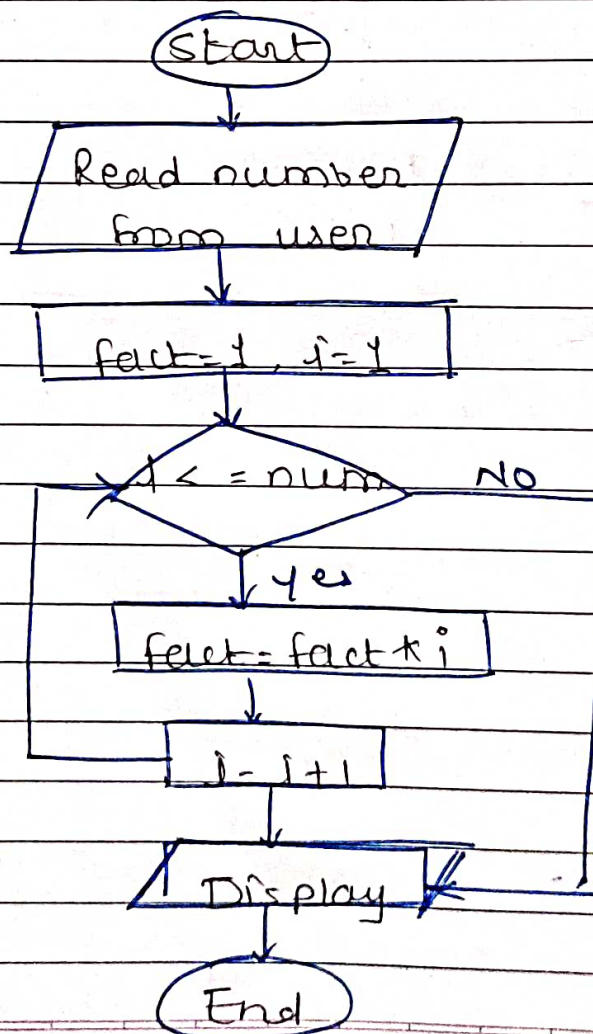 Start
Read number
from user
fact=1, i=1
i < = num
NO
yes
fact=fact*i
i=i+1
Display
End